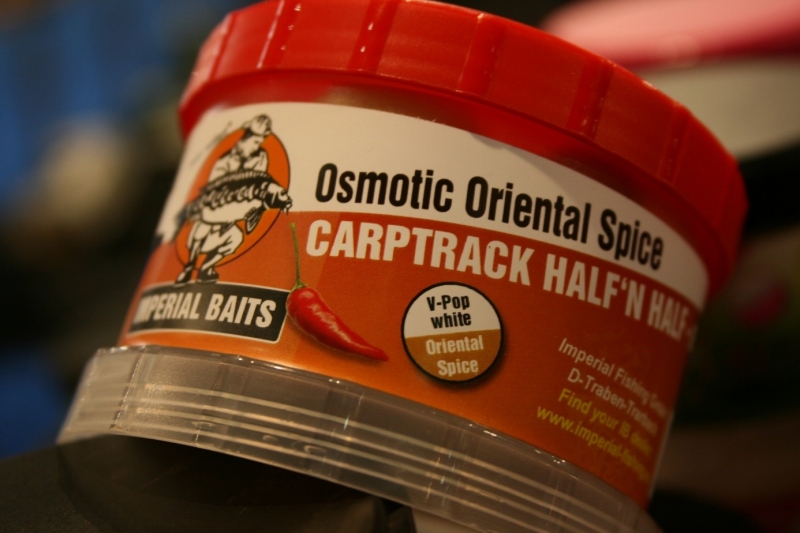 Osmotic Oriental Spice
CARPTRACK HALF'N HALF
IMPERIAL BAITS
V-Pop
white
Oriental
Spice
Imperial Fishing
D-Traben-
Find your IB
www.imperial-